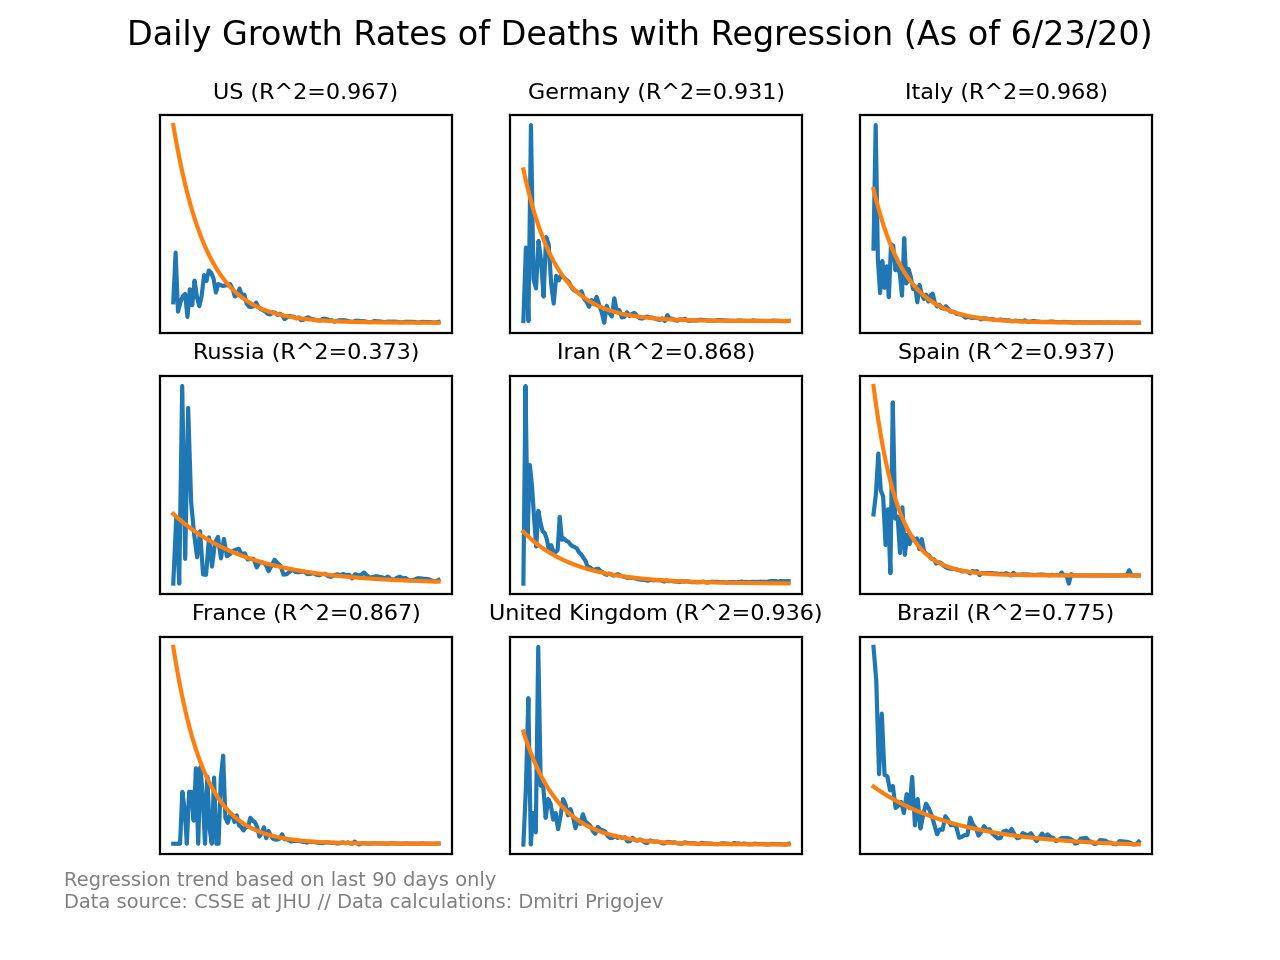 Daily Growth Rates of Deaths with Regression (As of 6/23/20)
US (R^2=0.967)
Germany (R^2=0.931)
Italy (R^2=0.968)
Russia (R^2=0.373)
Iran (R^2=0.868)
Spain (R^2=0.937)
France (R^2=0.867)
United Kingdom (R^2=0.936)
Brazil (R^2=0.775)
Regression trend based on last 90 days only
Data source: CSSE at JHU // Data calculations: Dmitri Prigojev